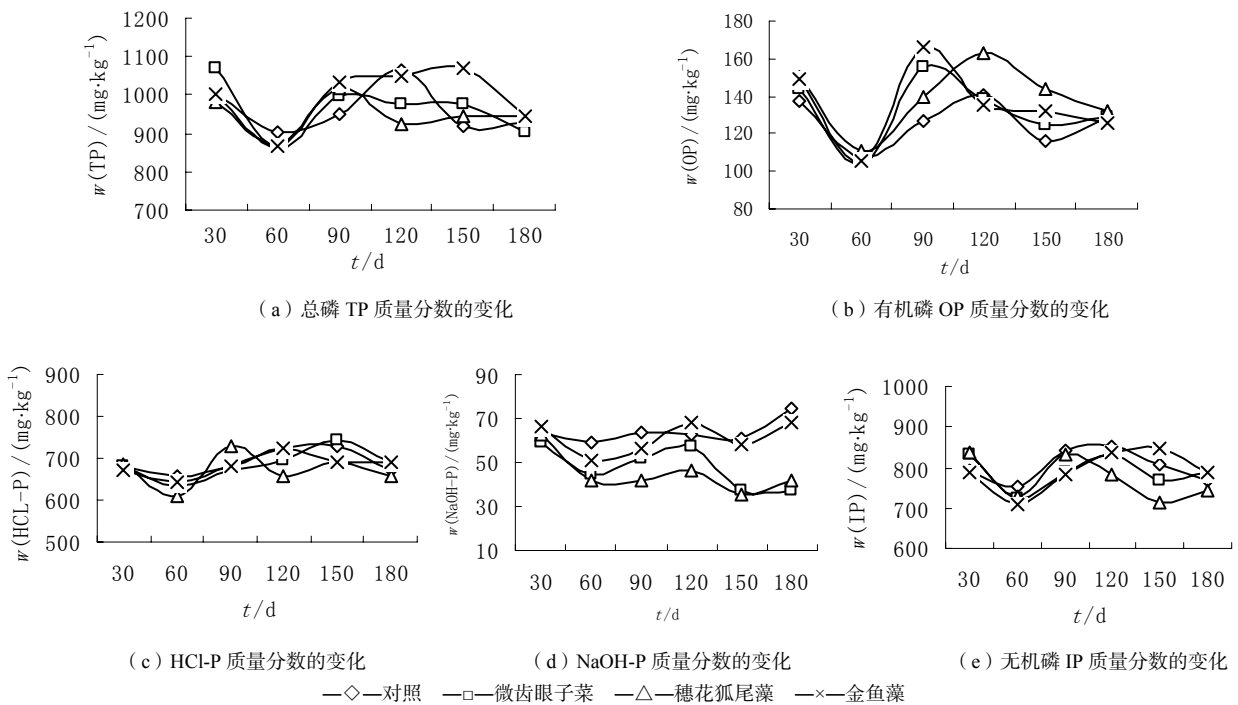 1200
1100
1000
900
800
700
w(TP)/(mg·kg⁻¹)
30 60 90 120 150 180
t/d
(a)总磷 TP 质量分数的变化
180
160
140
120
100
80
w(OP)/(mg·kg⁻¹)
30 60 90 120 150 180
t/d
(b)有机磷 OP 质量分数的变化
900
800
700
600
500
w(HCL-P)/(mg·kg⁻¹)
30 60 90 120 150 180
t/d
(c)HCl-P 质量分数的变化
90
70
50
30
10
w(NaOH-P)/(mg·kg⁻¹)
30 60 90 120 150 180
t/d
(d)NaOH-P 质量分数的变化
1000
900
800
700
600
w(IP)/(mg·kg⁻¹)
30 60 90 120 150 180
t/d
(e)无机磷 IP 质量分数的变化
—◇—对照 —□—微齿眼子菜 —△—穗花狐尾藻 —×—金鱼藻